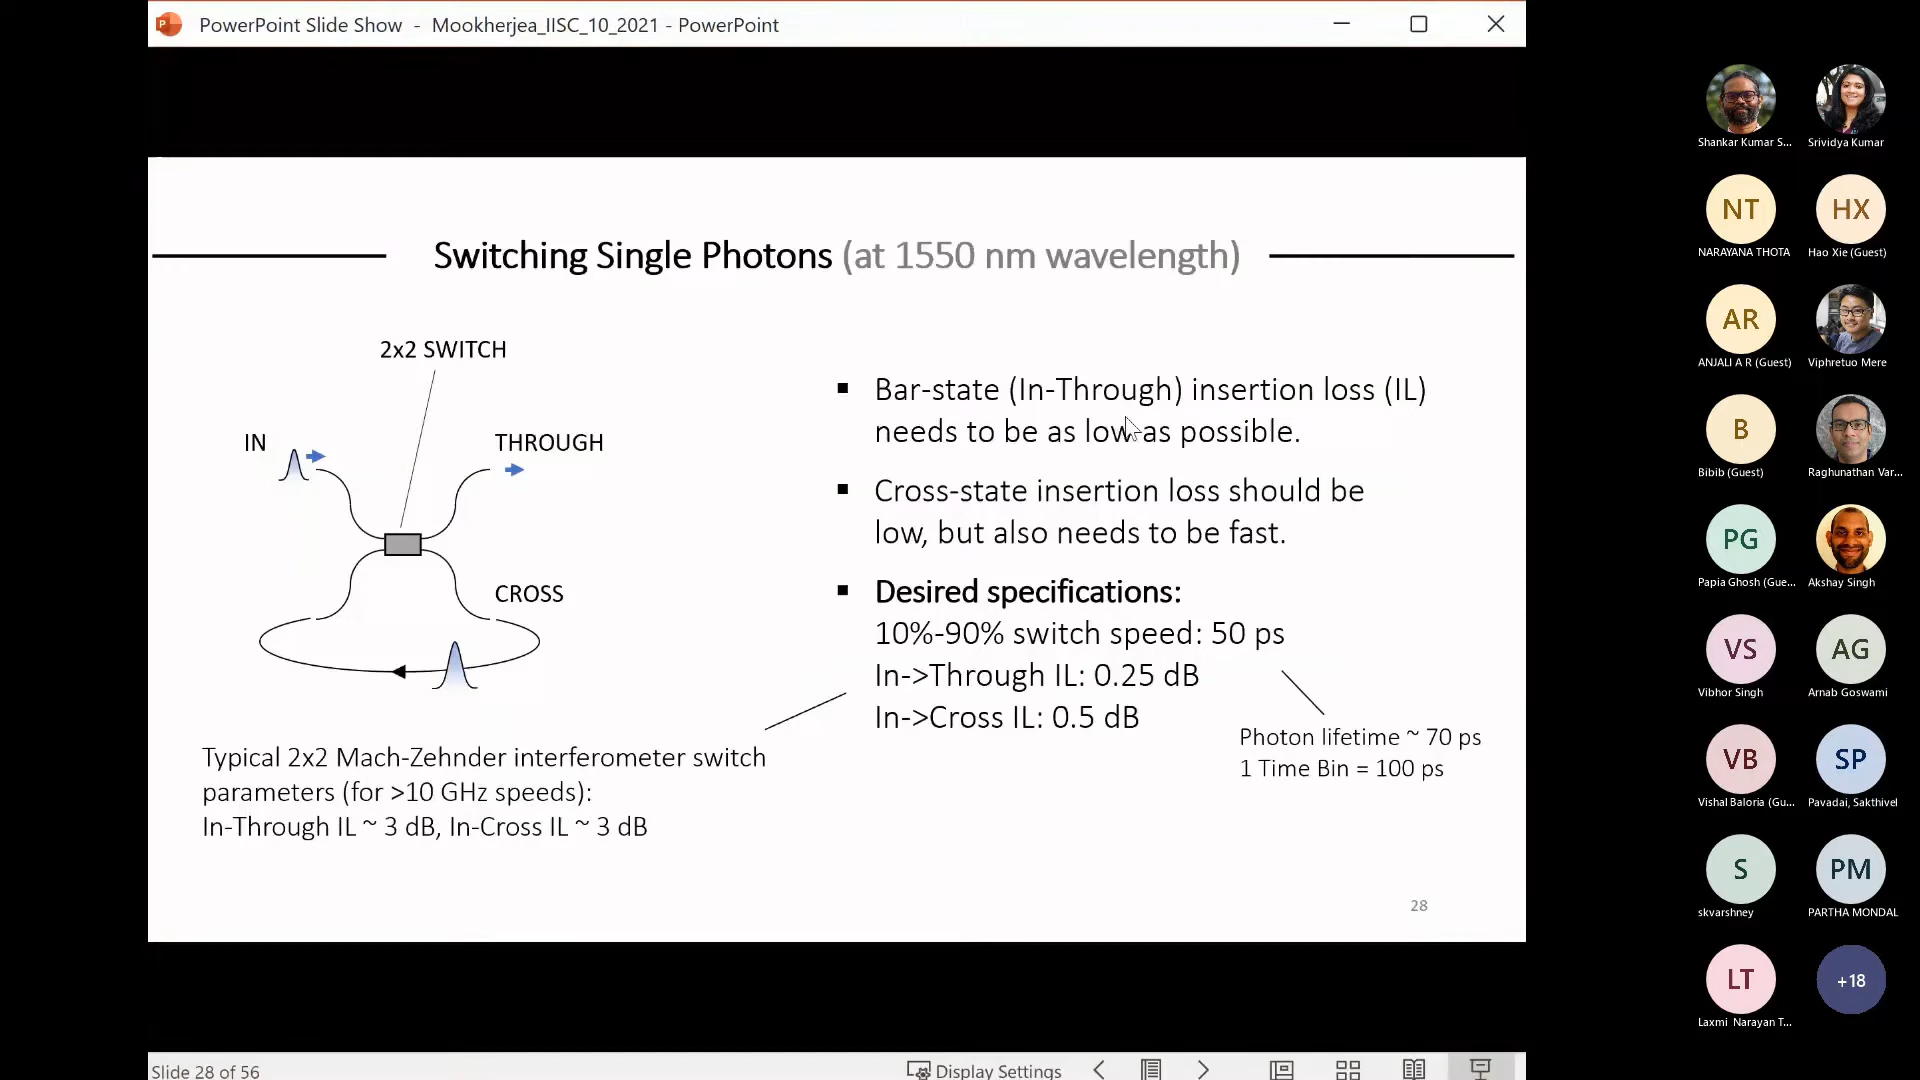 PowerPoint Slide Show - Mookherjea_IISC_10_2021 - PowerPoint
Switching Single Photons (at 1550 nm wavelength)
2x2 SWITCH
IN
THROUGH
CROSS
Typical 2x2 Mach-Zehnder interferometer switch
parameters (for >10 GHz speeds):
In-Through IL ~ 3 dB, In-Cross IL ~ 3 dB
▪ Bar-state (In-Through) insertion loss (IL)
needs to be as low as possible.
▪ Cross-state insertion loss should be
low, but also needs to be fast.
▪ Desired specifications:
10%-90% switch speed: 50 ps
In->Through IL: 0.25 dB
In->Cross IL: 0.5 dB
Photon lifetime ~ 70 ps
1 Time Bin = 100 ps
28
Slide 28 of 56
Display Settings
Shankar Kumar S...
Srividya Kumar
NT
HX
NARAYANA THOTA
Hao Xie (Guest)
AR
ANJALI A R (Guest)
Viphretuo Mere
B
Bibib (Guest)
Raghunathan Var...
PG
Papia Ghosh (Gue...
Akshay Singh
VS
AG
Vibhor Singh
Arnab Goswami
VB
SP
Vishal Baloria (Gu...
Pavadai, Sakthivel
S
PM
skvarshney
PARTHA MONDAL
LT
+18
Laxmi Narayan T...